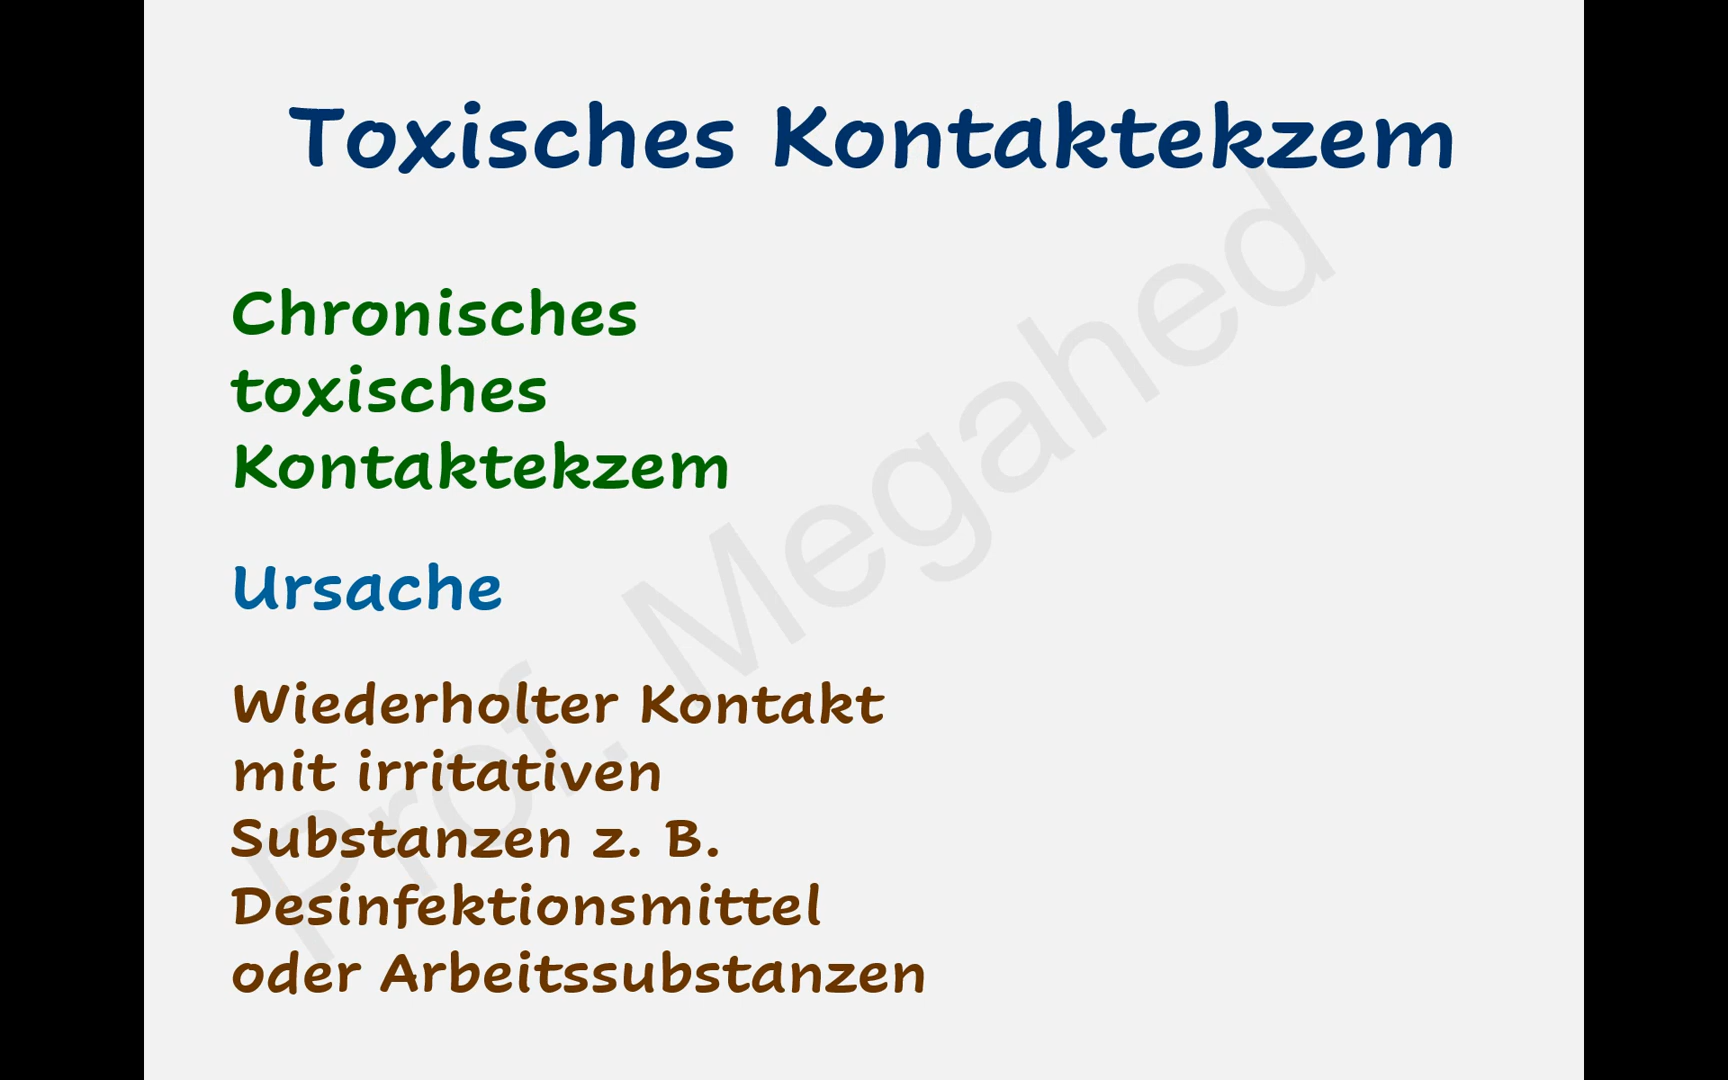 Toxisches Kontaktekzem
Chronisches
toxisches
Kontaktekzem
Ursache
Wiederholter Kontakt
mit irritativen
Substanzen z. B.
Desinfektionsmittel
oder Arbeitssubstanzen
Prof. Megahed